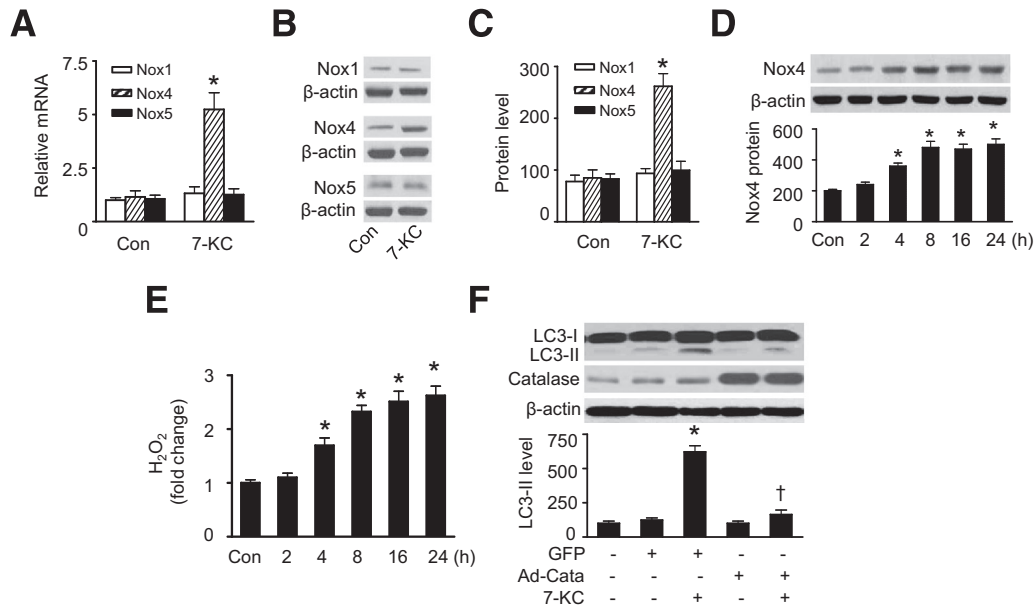 A
Relative mRNA
7.5
5
2.5
0
Nox1
Nox4
Nox5
*
Con 7-KC
B
Nox1
β-actin
Nox4
β-actin
Nox5
β-actin
Con 7-KC
C
Protein level
300
200
100
0
Nox1
Nox4
Nox5
*
Con 7-KC
D
Nox4
β-actin
Nox4 protein
600
400
200
0
* * * *
Con 2 4 8 16 24 (h)
E
H₂O₂
(fold change)
3
2
1
0
* * * *
Con 2 4 8 16 24 (h)
F
LC3-I
LC3-II
Catalase
β-actin
LC3-II level
750
500
250
0
* †
GFP - + + - -
Ad-Cata - - - + +
7-KC - - + - +